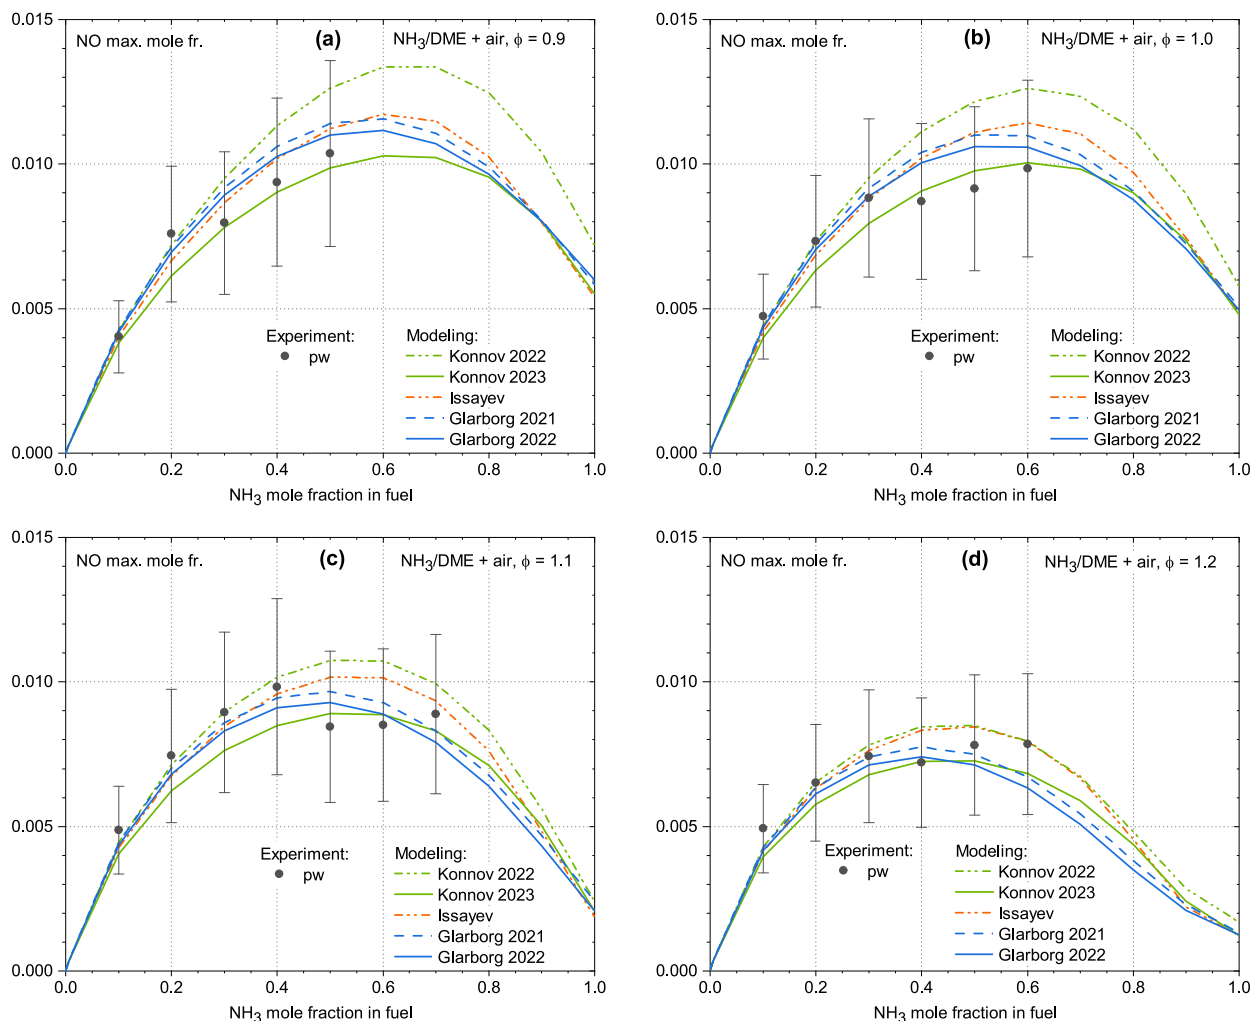 0.015
0.010
0.005
0.000
NO max. mole fr.
(a)
NH₃/DME + air, ϕ = 0.9
Experiment:
pw
Modeling:
Konnov 2022
Konnov 2023
Issayev
Glarborg 2021
Glarborg 2022
0.0 0.2 0.4 0.6 0.8 1.0
NH₃ mole fraction in fuel
0.015
0.010
0.005
0.000
NO max. mole fr.
(b)
NH₃/DME + air, ϕ = 1.0
Experiment:
pw
Modeling:
Konnov 2022
Konnov 2023
Issayev
Glarborg 2021
Glarborg 2022
0.0 0.2 0.4 0.6 0.8 1.0
NH₃ mole fraction in fuel
0.015
0.010
0.005
0.000
NO max. mole fr.
(c)
NH₃/DME + air, ϕ = 1.1
Experiment:
pw
Modeling:
Konnov 2022
Konnov 2023
Issayev
Glarborg 2021
Glarborg 2022
0.0 0.2 0.4 0.6 0.8 1.0
NH₃ mole fraction in fuel
0.015
0.010
0.005
0.000
NO max. mole fr.
(d)
NH₃/DME + air, ϕ = 1.2
Experiment:
pw
Modeling:
Konnov 2022
Konnov 2023
Issayev
Glarborg 2021
Glarborg 2022
0.0 0.2 0.4 0.6 0.8 1.0
NH₃ mole fraction in fuel